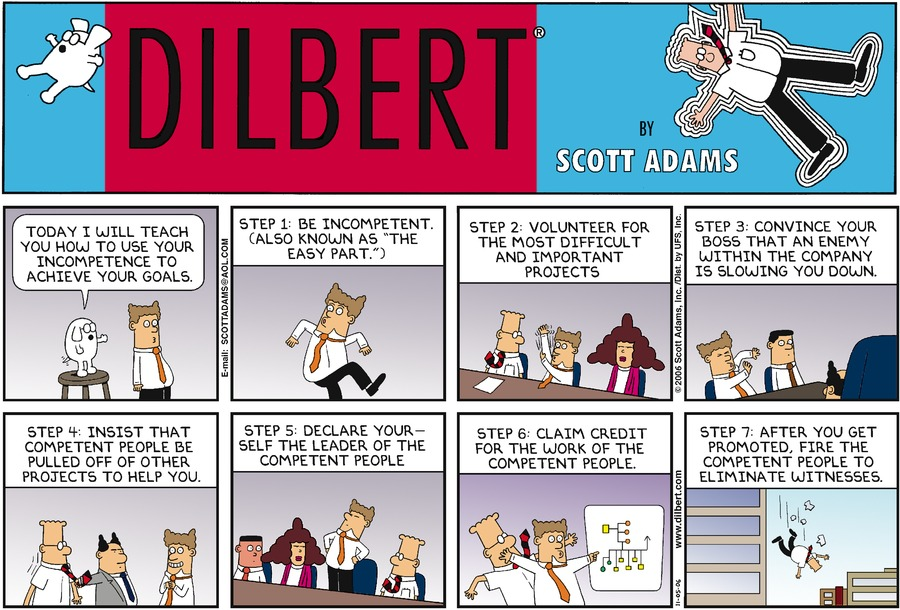 DILBERT®
BY
SCOTT ADAMS
TODAY I WILL TEACH
YOU HOW TO USE YOUR
INCOMPETENCE TO
ACHIEVE YOUR GOALS.
E-mail: SCOTTADAMS@AOL.COM
STEP 1: BE INCOMPETENT.
(ALSO KNOWN AS "THE
EASY PART.")
STEP 2: VOLUNTEER FOR
THE MOST DIFFICULT
AND IMPORTANT
PROJECTS
© 2006 Scott Adams, Inc. /Dist. by UFS, Inc.
STEP 3: CONVINCE YOUR
BOSS THAT AN ENEMY
WITHIN THE COMPANY
IS SLOWING YOU DOWN.
STEP 4: INSIST THAT
COMPETENT PEOPLE BE
PULLED OFF OF OTHER
PROJECTS TO HELP YOU.
STEP 5: DECLARE YOUR—
SELF THE LEADER OF THE
COMPETENT PEOPLE
STEP 6: CLAIM CREDIT
FOR THE WORK OF THE
COMPETENT PEOPLE.
www.dilbert.com
11-05-06
STEP 7: AFTER YOU GET
PROMOTED, FIRE THE
COMPETENT PEOPLE TO
ELIMINATE WITNESSES.